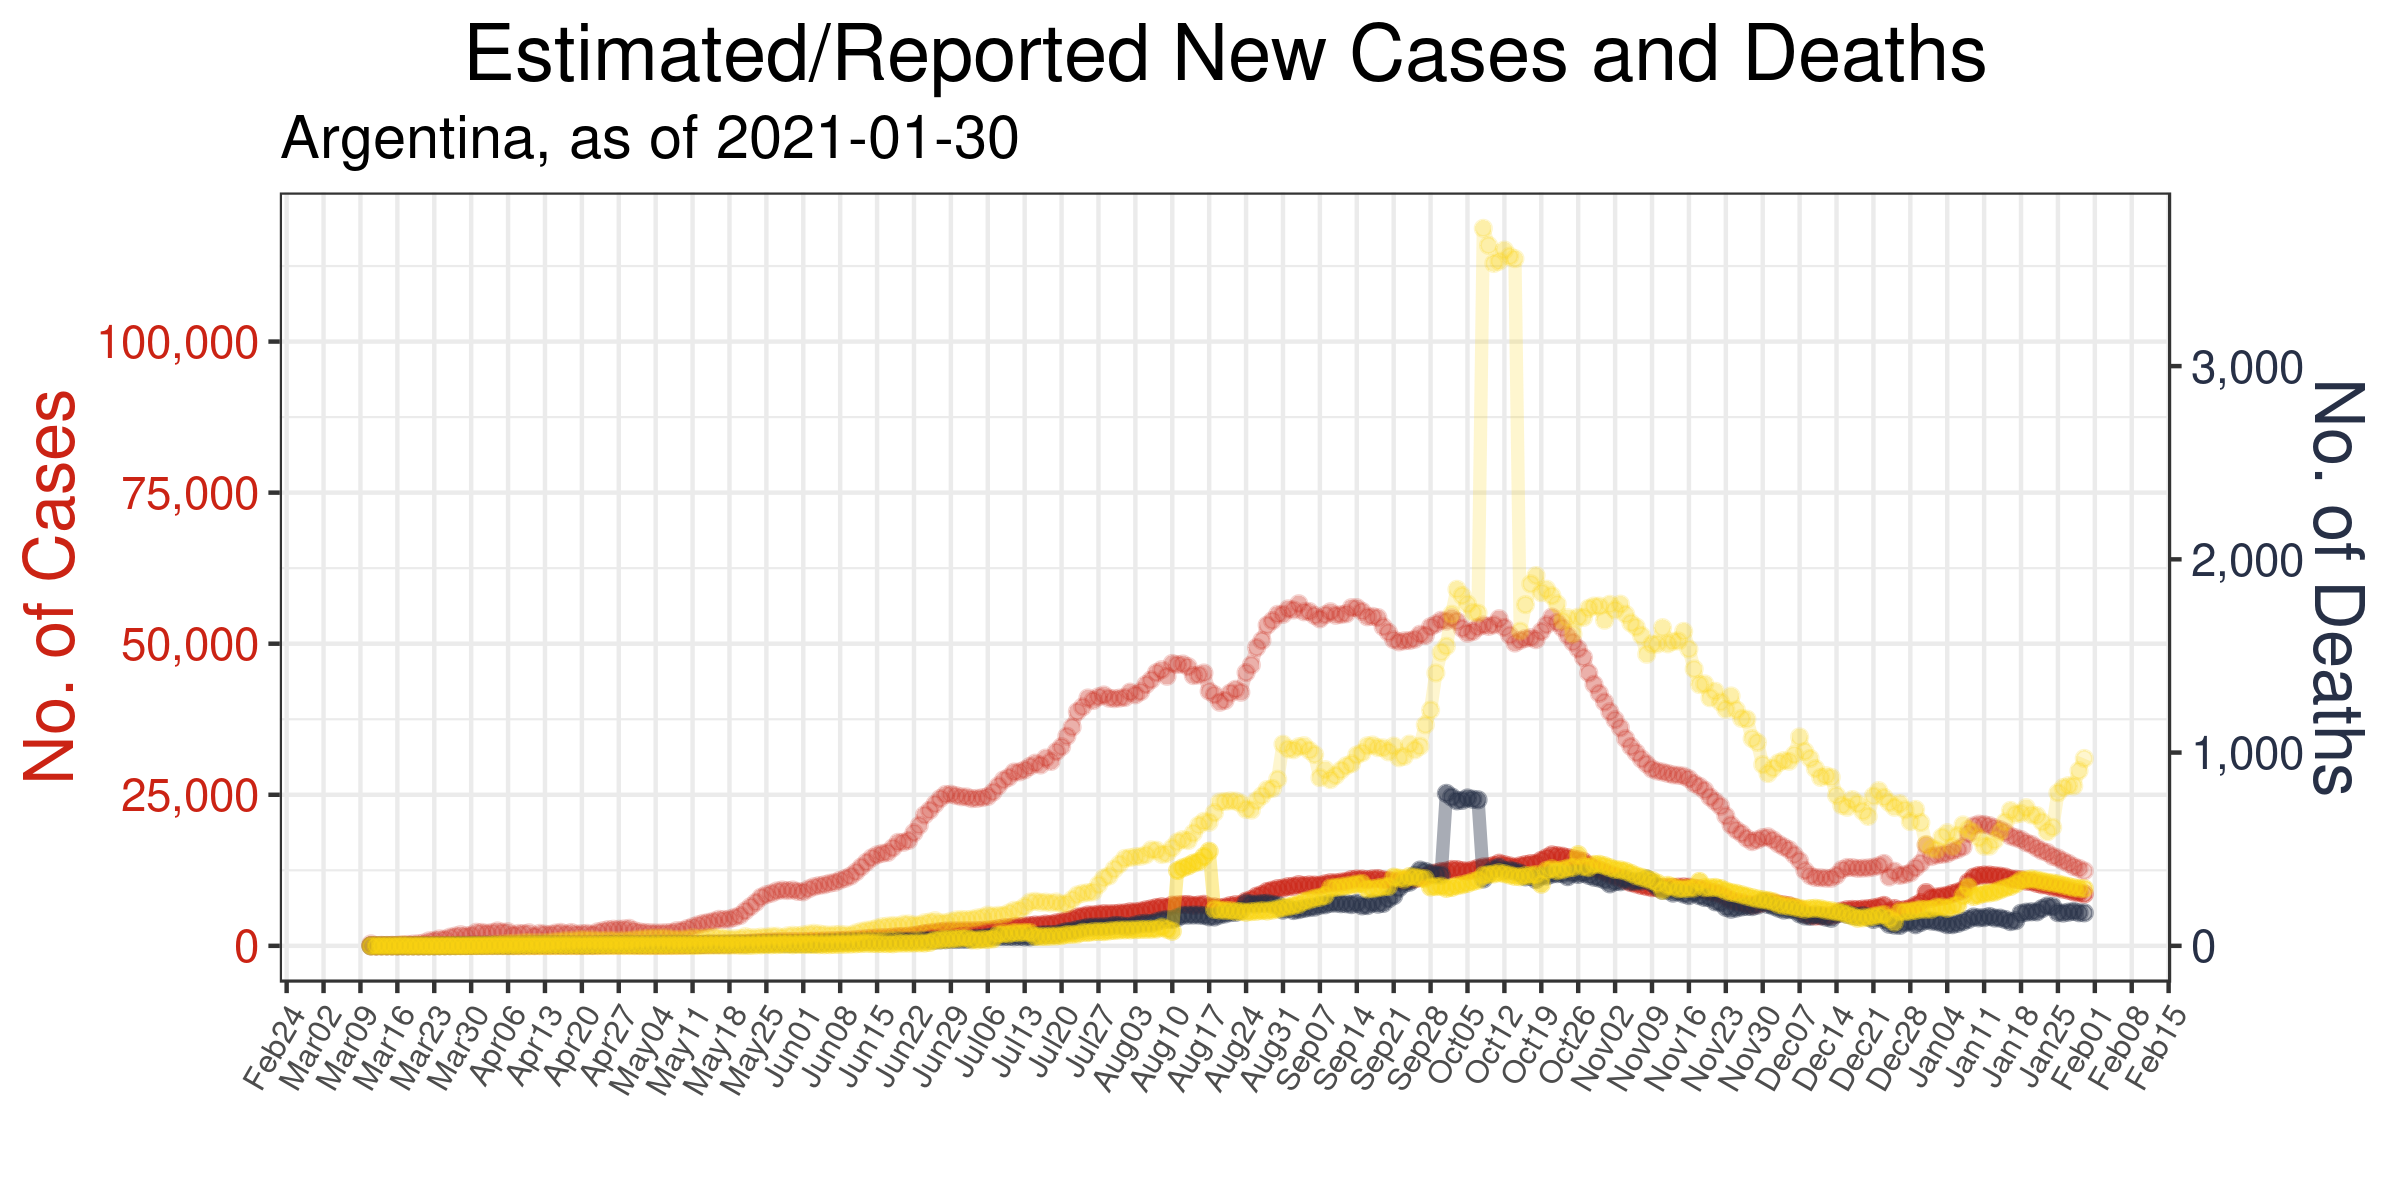 Estimated/Reported New Cases and Deaths
Argentina, as of 2021-01-30
No. of Cases
100,000
75,000
50,000
25,000
0
3,000
2,000
1,000
0
No. of Deaths
Feb24
Mar02
Mar09
Mar16
Mar23
Mar30
Apr06
Apr13
Apr20
Apr27
May04
May11
May18
May25
Jun01
Jun08
Jun15
Jun22
Jun29
Jul06
Jul13
Jul20
Jul27
Aug03
Aug10
Aug17
Aug24
Aug31
Sep07
Sep14
Sep21
Sep28
Oct05
Oct12
Oct19
Oct26
Nov02
Nov09
Nov16
Nov23
Nov30
Dec07
Dec14
Dec21
Dec28
Jan04
Jan11
Jan18
Jan25
Feb01
Feb08
Feb15